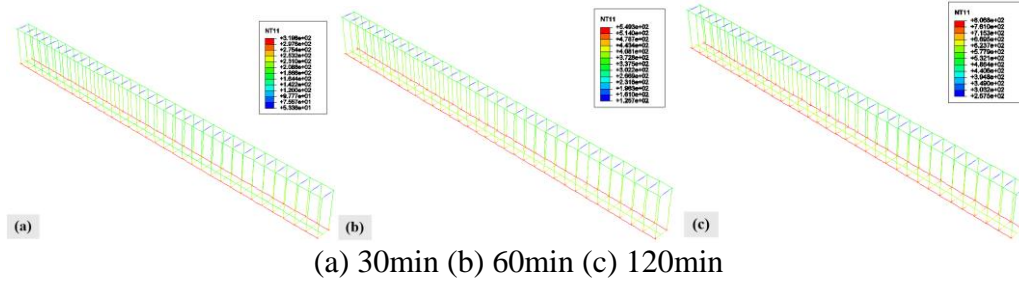 NT11
+3.198e+02
+2.976e+02
+2.754e+02
+2.532e+02
+2.310e+02
+2.088e+02
+1.866e+02
+1.644e+02
+1.422e+02
+1.200e+02
+9.777e+01
+7.557e+01
+5.338e+01
(a)
NT11
+5.493e+02
+5.140e+02
+4.787e+02
+4.434e+02
+4.081e+02
+3.728e+02
+3.375e+02
+3.022e+02
+2.669e+02
+2.316e+02
+1.963e+02
+1.610e+02
+1.257e+02
(b)
NT11
+8.068e+02
+7.610e+02
+7.153e+02
+6.695e+02
+6.237e+02
+5.779e+02
+5.321e+02
+4.864e+02
+4.406e+02
+3.948e+02
+3.490e+02
+3.032e+02
+2.575e+02
(c)
(a) 30min (b) 60min (c) 120min